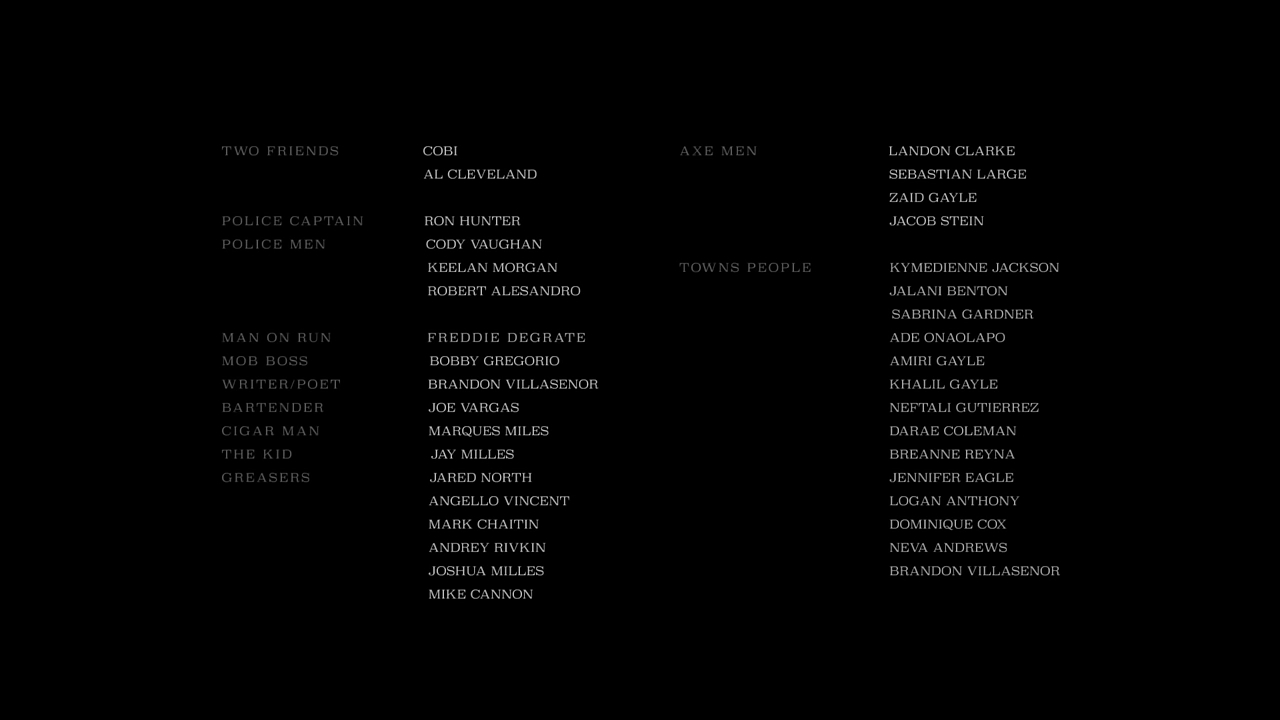 TWO FRIENDS COBI
AL CLEVELAND
POLICE CAPTAIN RON HUNTER
POLICE MEN CODY VAUGHAN
KEELAN MORGAN
ROBERT ALESANDRO
MAN ON RUN FREDDIE DEGRATE
MOB BOSS BOBBY GREGORIO
WRITER/POET BRANDON VILLASENOR
BARTENDER JOE VARGAS
CIGAR MAN MARQUES MILES
THE KID JAY MILLES
GREASERS JARED NORTH
ANGELLO VINCENT
MARK CHAITIN
ANDREY RIVKIN
JOSHUA MILLES
MIKE CANNON
AXE MEN LANDON CLARKE
SEBASTIAN LARGE
ZAID GAYLE
JACOB STEIN
TOWNS PEOPLE KYMEDIENNE JACKSON
JALANI BENTON
SABRINA GARDNER
ADE ONAOLAPO
AMIRI GAYLE
KHALIL GAYLE
NEFTALI GUTIERREZ
DARAE COLEMAN
BREANNE REYNA
JENNIFER EAGLE
LOGAN ANTHONY
DOMINIQUE COX
NEVA ANDREWS
BRANDON VILLASENOR